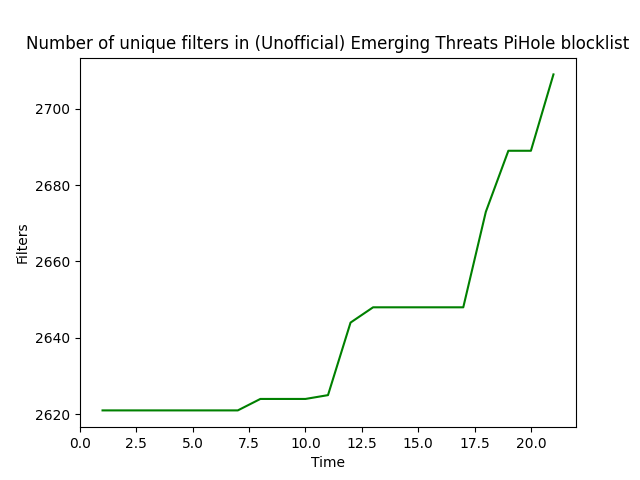 Number of unique filters in (Unofficial) Emerging Threats PiHole blocklist
2700
2680
2660
2640
2620
Filters
0.0 2.5 5.0 7.5 10.0 12.5 15.0 17.5 20.0
Time